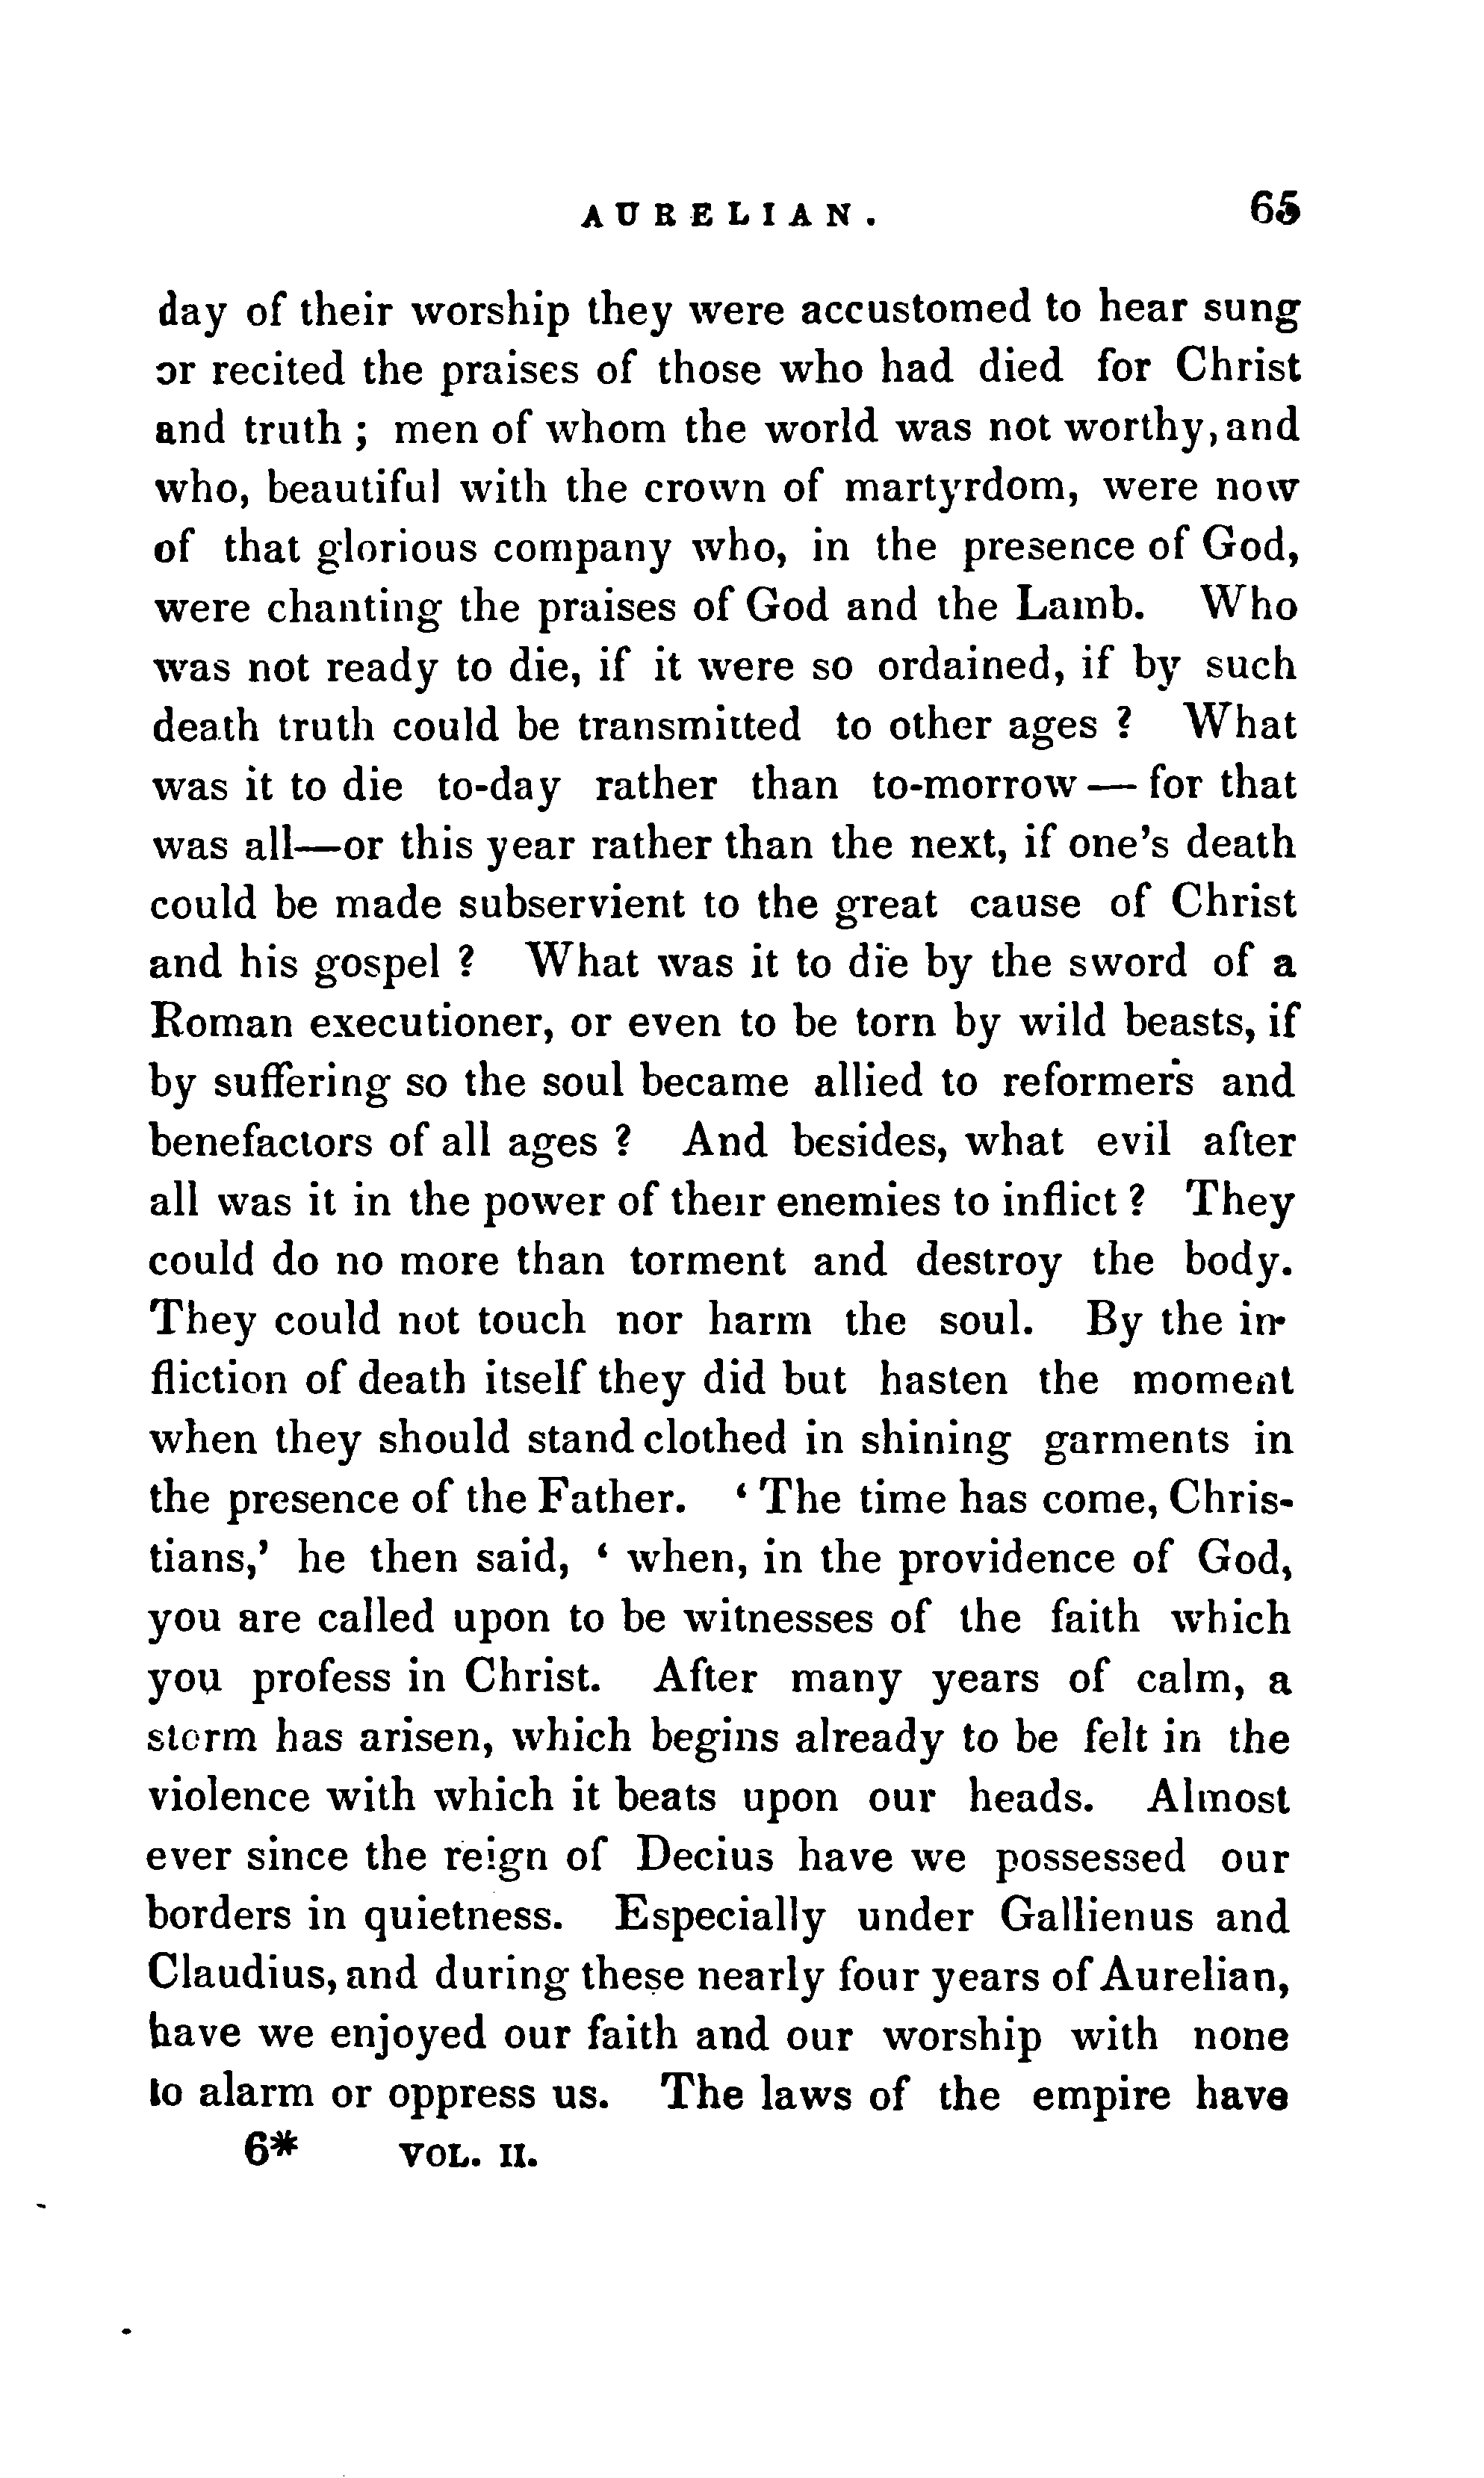 AURELIAN. 65
day of their worship they were accustomed to hear sung
or recited the praises of those who had died for Christ
and truth ; men of whom the world was not worthy, and
who, beautiful with the crown of martyrdom, were now
of that glorious company who, in the presence of God,
were chanting the praises of God and the Lamb. Who
was not ready to die, if it were so ordained, if by such
death truth could be transmitted to other ages ? What
was it to die to-day rather than to-morrow — for that
was all—or this year rather than the next, if one's death
could be made subservient to the great cause of Christ
and his gospel ? What was it to die by the sword of a
Roman executioner, or even to be torn by wild beasts, if
by suffering so the soul became allied to reformers and
benefactors of all ages ? And besides, what evil after
all was it in the power of their enemies to inflict ? They
could do no more than torment and destroy the body.
They could not touch nor harm the soul. By the in-
fliction of death itself they did but hasten the moment
when they should stand clothed in shining garments in
the presence of the Father. ‘ The time has come, Chris-
tians,’ he then said, ‘ when, in the providence of God,
you are called upon to be witnesses of the faith which
you profess in Christ. After many years of calm, a
storm has arisen, which begins already to be felt in the
violence with which it beats upon our heads. Almost
ever since the reign of Decius have we possessed our
borders in quietness. Especially under Gallienus and
Claudius, and during these nearly four years of Aurelian,
have we enjoyed our faith and our worship with none
to alarm or oppress us. The laws of the empire have
6* VOL. II.